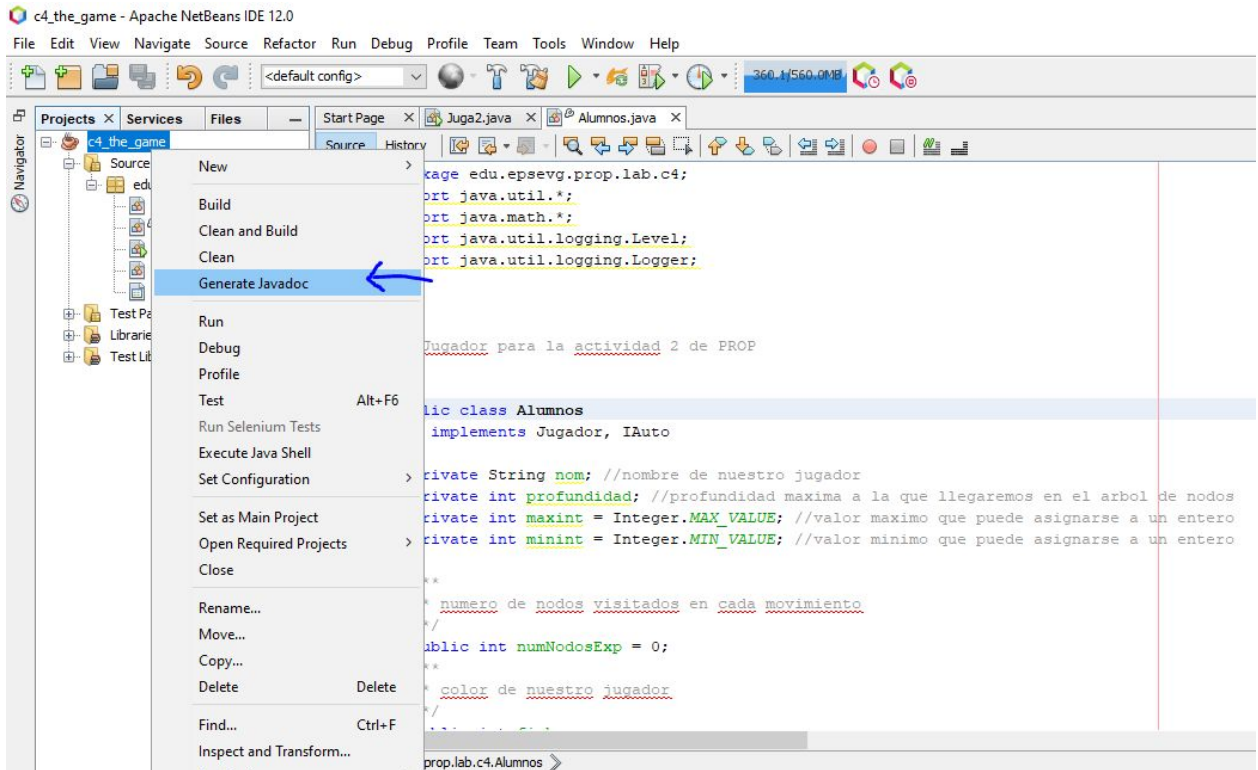 c4_the_game - Apache NetBeans IDE 12.0
File Edit View Navigate Source Refactor Run Debug Profile Team Tools Window Help
<default config>
360.1/560.0MB
Projects Services Files
Start Page Juga2.java Alumnos.java
Navigator
c4_the_game
Source History
Source
edu
Test Pa
Librarie
Test Lib
New
Build
Clean and Build
Clean
Generate Javadoc
Run
Debug
Profile
Test Alt+F6
Run Selenium Tests
Execute Java Shell
Set Configuration
Set as Main Project
Open Required Projects
Close
Rename...
Move...
Copy...
Delete Delete
Find... Ctrl+F
Inspect and Transform...
kage edu.epsevg.prop.lab.c4;
ort java.util.*;
ort java.math.*;
ort java.util.logging.Level;
ort java.util.logging.Logger;
Jugador para la actividad 2 de PROP
lic class Alumnos
implements Jugador, IAuto
rivate String nom; //nombre de nuestro jugador
rivate int profundidad; //profundidad maxima a la que llegaremos en el arbol de nodos
rivate int maxint = Integer.MAX_VALUE; //valor maximo que puede asignarse a un entero
rivate int minint = Integer.MIN_VALUE; //valor minimo que puede asignarse a un entero
**
* numero de nodos visitados en cada movimiento
*/
ublic int numNodosExp = 0;
**
* color de nuestro jugador
*/
prop.lab.c4.Alumnos